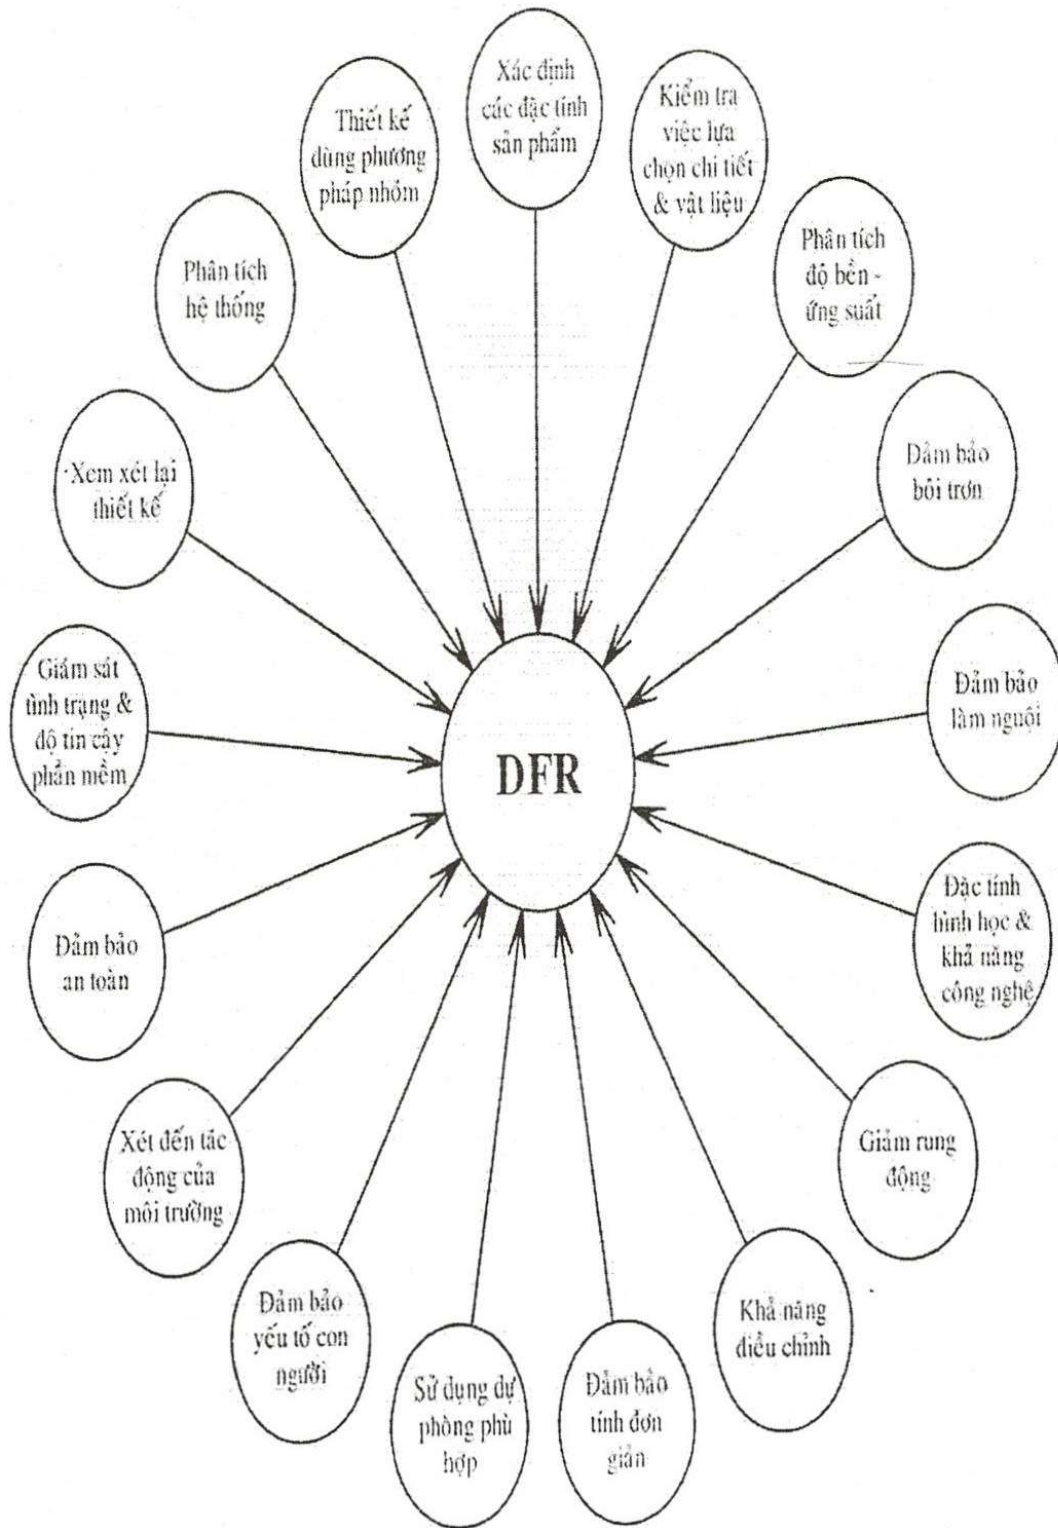 Xác định
các đặc tính
sản phẩm
Kiểm tra
việc lựa
chọn chi tiết
& vật liệu
Thiết kế
dùng phương
pháp nhóm
Phân tích
độ bền -
ứng suất
Phân tích
hệ thống
Đảm bảo
bôi trơn
Xem xét lại
thiết kế
Giám sát
tình trạng &
độ tin cậy
phần mềm
Đảm bảo
làm nguội
DFR
Đặc tính
hình học &
khả năng
công nghệ
Đảm bảo
an toàn
Giảm rung
động
Xét đến tác
động của
môi trường
Khả năng
điều chỉnh
Đảm bảo
yếu tố con
người
Sử dụng dự
phòng phù
hợp
Đảm bảo
tính đơn
giản